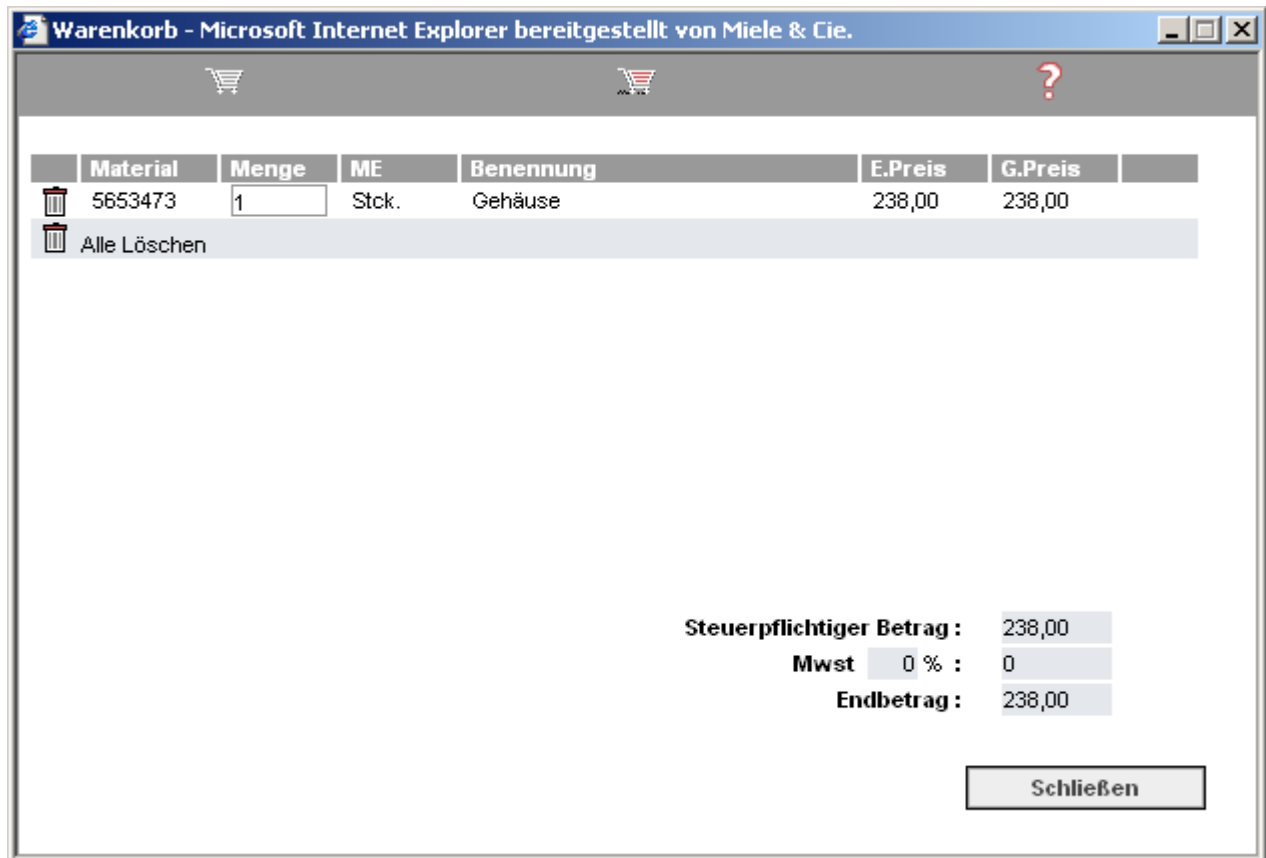 Warenkorb - Microsoft Internet Explorer bereitgestellt von Miele & Cie.
?
Material Menge ME Benennung E.Preis G.Preis
5653473 1 Stck. Gehäuse 238,00 238,00
Alle Löschen
Steuerpflichtiger Betrag : 238,00
Mwst 0 % : 0
Endbetrag : 238,00
Schließen